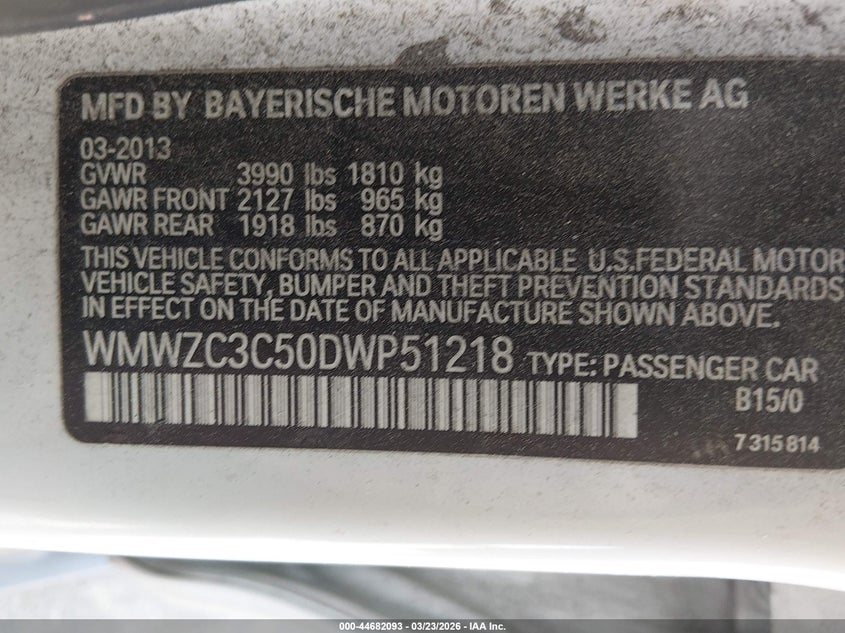 MFD BY BAYERISCHE MOTOREN WERKE AG
03-2013
GVWR 3990 lbs 1810 kg
GAWR FRONT 2127 lbs 965 kg
GAWR REAR 1918 lbs 870 kg
THIS VEHICLE CONFORMS TO ALL APPLICABLE U.S.FEDERAL MOTOR
VEHICLE SAFETY, BUMPER AND THEFT PREVENTION STANDARDS
IN EFFECT ON THE DATE OF MANUFACTURE SHOWN ABOVE.
WMWZC3C50DWP51218 TYPE: PASSENGER CAR
B15/0
7 315 814
000-44682093 - 03/23/2026 - IAA Inc.